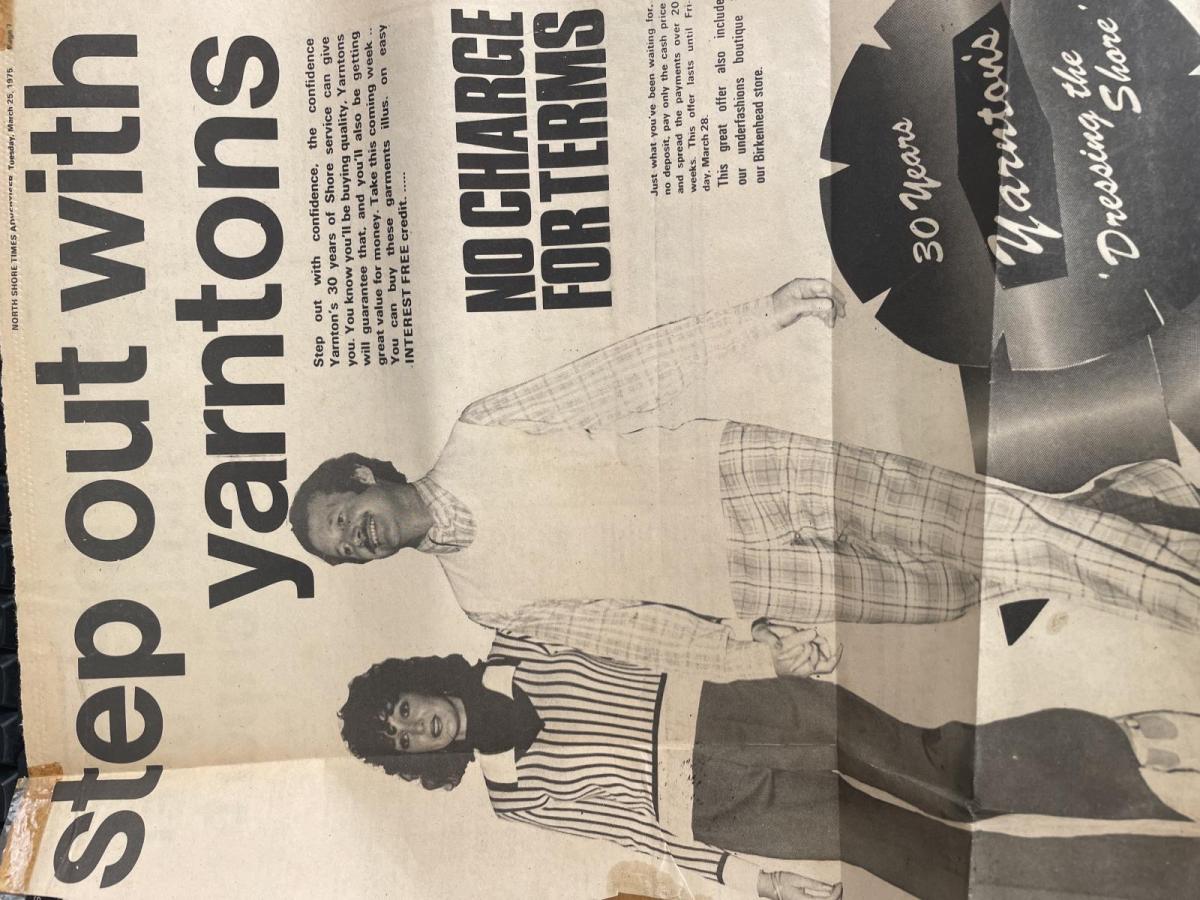 NORTH SHORE TIMES ADVERTISER Tuesday, March 25, 1975 Page 1
step out with
yarntons
Step out with confidence, the confidence
Yarnton's 30 years of Shore service can give
you. You know you'll be buying quality, Yarntons
will guarantee that, and you'll also be getting
great value for money. Take this coming week ..
You can buy these garments illus. on easy
INTEREST FREE credit. .....
NO CHARGE
FOR TERMS
Just what you've been waiting for..
no deposit, pay only the cash price
and spread the payments over 20
weeks. This offer lasts until Fri-
day, March 28.
This great offer also include
our underfashions boutique
our Birkenhead store.
30 Years
Yarntons
'Dressing the
Shore'